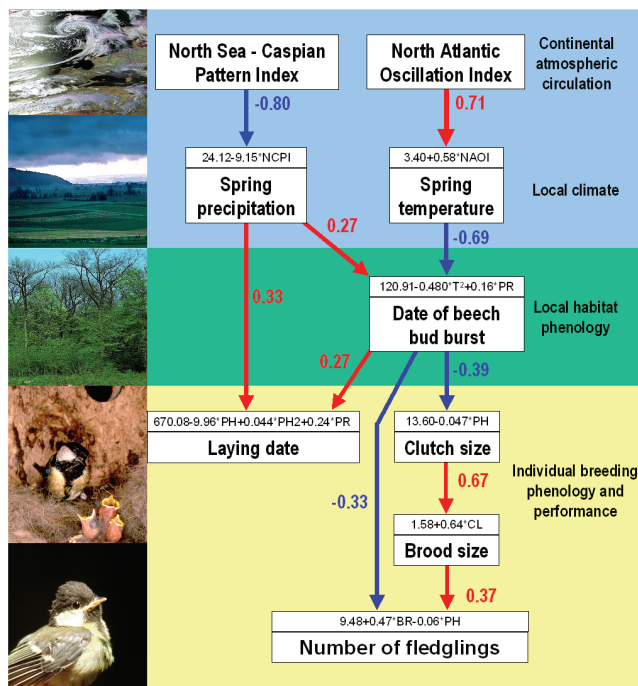 North Sea - Caspian
Pattern Index
North Atlantic
Oscillation Index
Continental
atmospheric
circulation
-0.80
0.71
24.12-9.15*NCPI
Spring
precipitation
3.40+0.58*NAOI
Spring
temperature
Local climate
0.27
-0.69
120.91-0.480*T²+0.16*PR
Date of beech
bud burst
Local habitat
phenology
0.33
0.27
-0.39
670.08-9.96*PH+0.044*PH2+0.24*PR
Laying date
13.60-0.047*PH
Clutch size
Individual breeding
phenology and
performance
-0.33
0.67
1.58+0.64*CL
Brood size
0.37
9.48+0.47*BR-0.06*PH
Number of fledglings